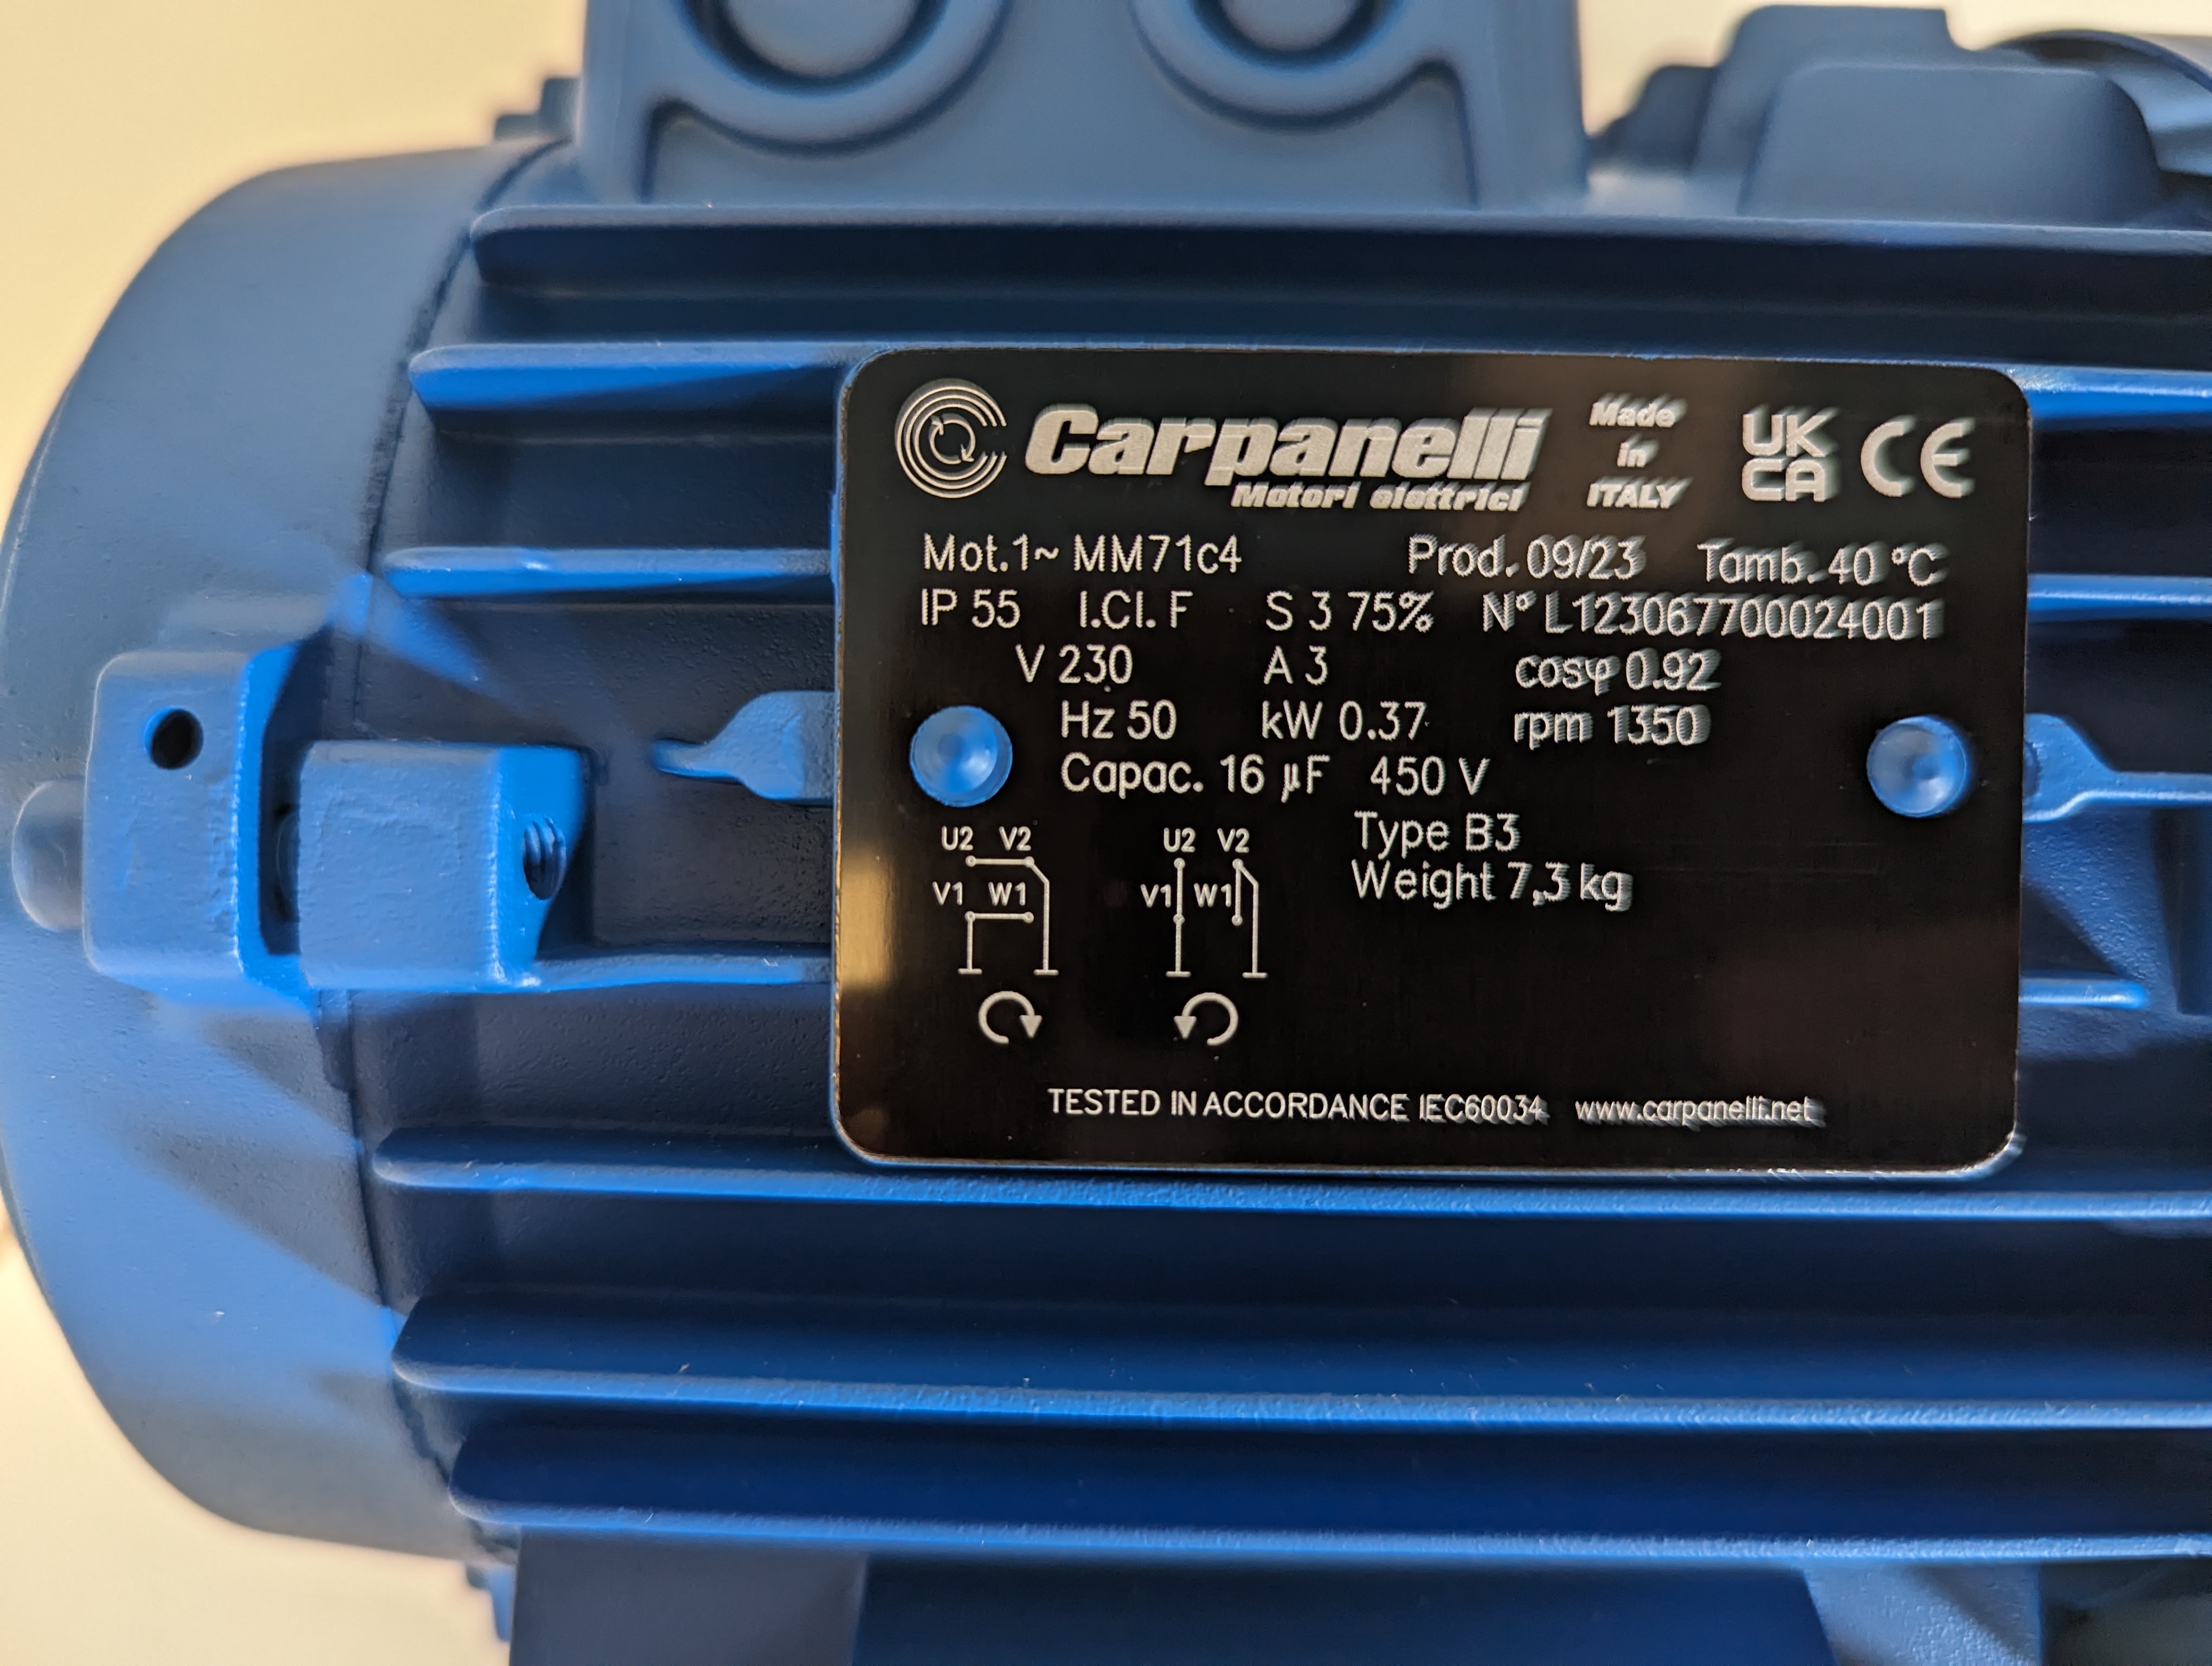 Carpanelli
Motori elettrici
Made
in
ITALY
UK
CA
CE
Mot.1~ MM71c4 Prod. 09/23 Tamb. 40 °C
IP 55 I.Cl. F S 3 75% N° L123067700024001
V 230 A 3 cosφ 0.92
Hz 50 kW 0.37 rpm 1350
Capac. 16 µF 450 V
Type B3
Weight 7,3 kg
U2 V2 U2 V2
V1 W1 V1 W1
TESTED IN ACCORDANCE IEC60034 www.carpanelli.net